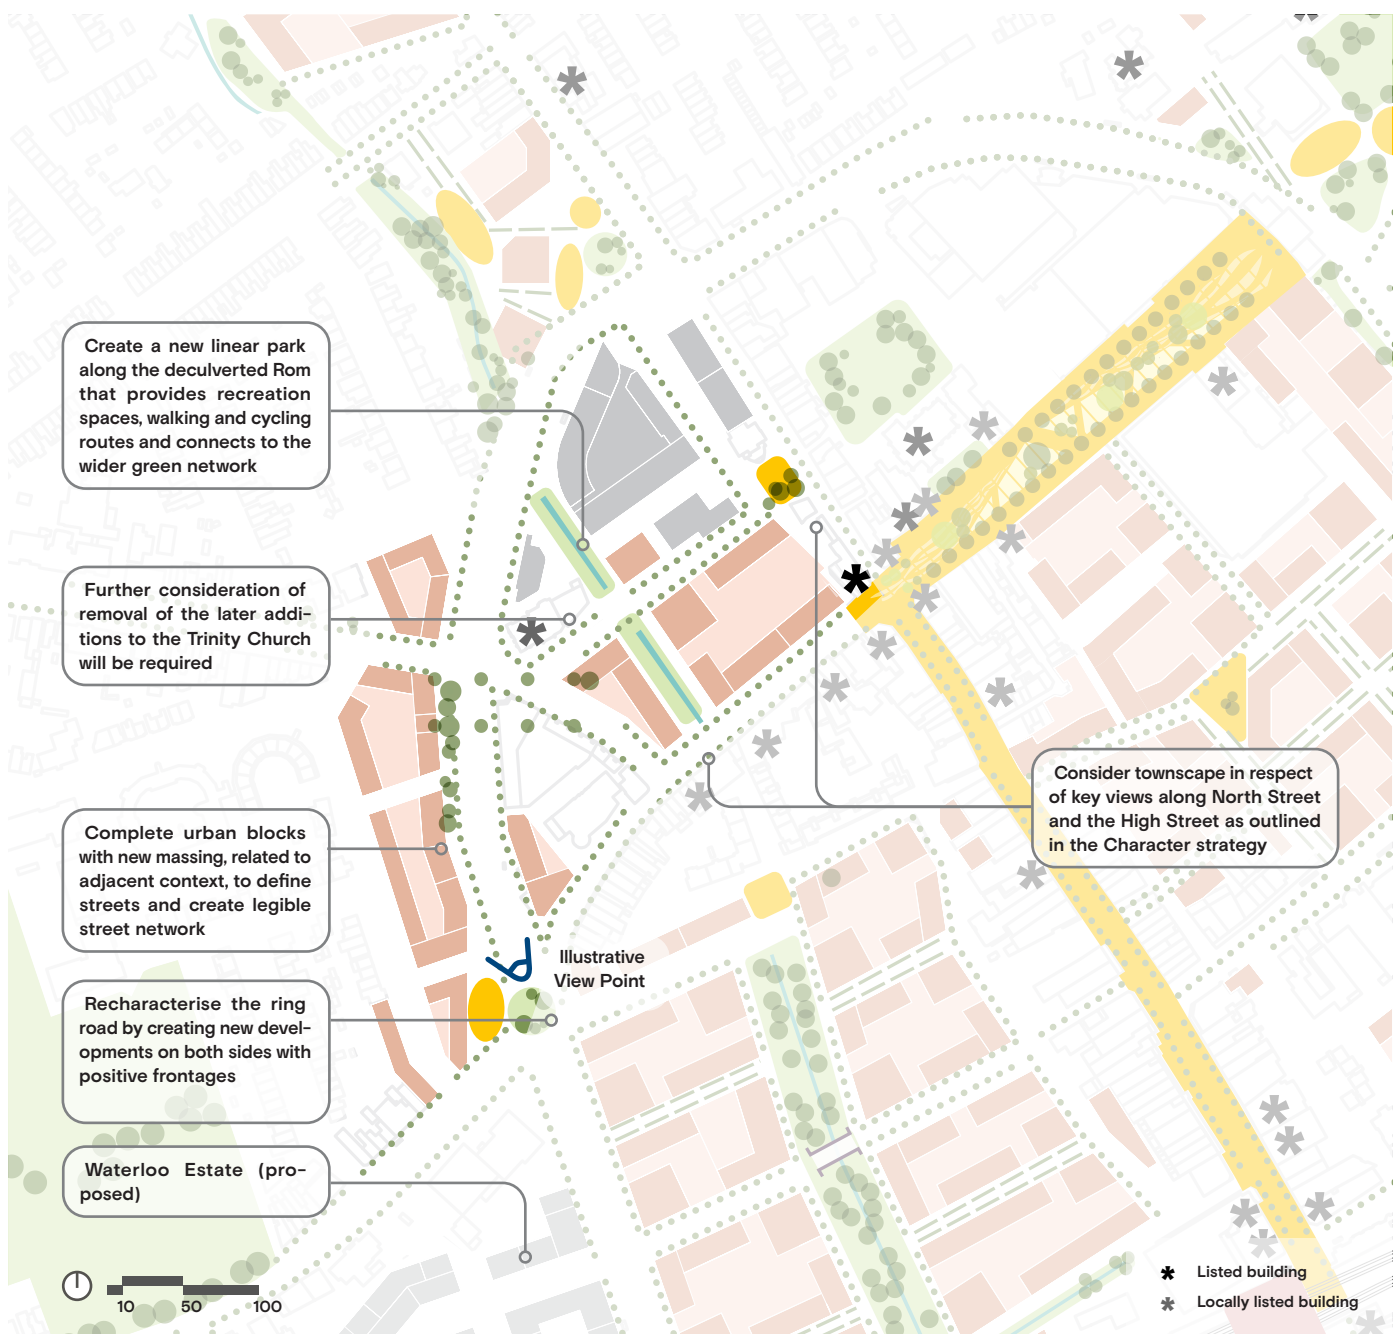 Create a new linear park
along the deculverted Rom
that provides recreation
spaces, walking and cycling
routes and connects to the
wider green network
Further consideration of
removal of the later addi-
tions to the Trinity Church
will be required
Complete urban blocks
with new massing, related to
adjacent context, to define
streets and create legible
street network
Recharacterise the ring
road by creating new devel-
opments on both sides with
positive frontages
Waterloo Estate (pro-
posed)
Illustrative
View Point
Consider townscape in respect
of key views along North Street
and the High Street as outlined
in the Character strategy
10 50 100
Listed building
Locally listed building